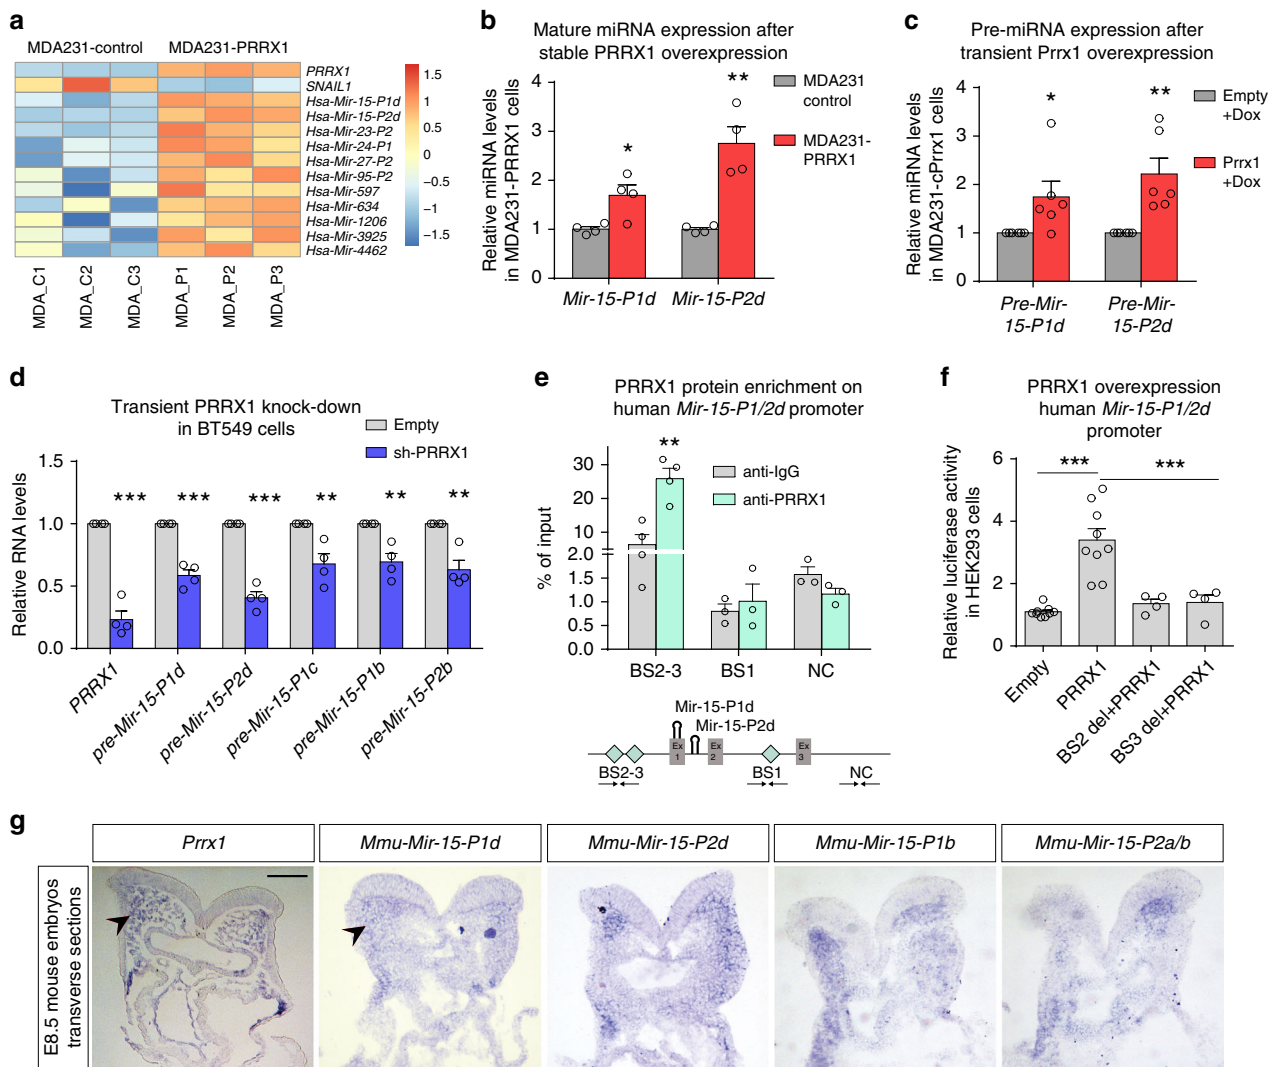 a
MDA231-control MDA231-PRRX1
PRRX1
SNAIL1
Hsa-Mir-15-P1d
Hsa-Mir-15-P2d
Hsa-Mir-23-P2
Hsa-Mir-24-P1
Hsa-Mir-27-P2
Hsa-Mir-95-P2
Hsa-Mir-597
Hsa-Mir-634
Hsa-Mir-1206
Hsa-Mir-3925
Hsa-Mir-4462
1.5
1
0.5
0
−0.5
−1
−1.5
MDA_C1
MDA_C2
MDA_C3
MDA_P1
MDA_P2
MDA_P3
b
Mature miRNA expression after
stable PRRX1 overexpression
Relative miRNA levels
in MDA231-PRRX1 cells
4
3
2
1
0
*
**
MDA231
control
MDA231-
PRRX1
Mir-15-P1d
Mir-15-P2d
c
Pre-miRNA expression after
transient Prrx1 overexpression
Relative miRNA levels
in MDA231-cPrrx1 cells
4
3
2
1
0
*
**
Empty
+Dox
Prrx1
+Dox
Pre-Mir-
15-P1d
Pre-Mir-
15-P2d
d
Transient PRRX1 knock-down
in BT549 cells
Empty
sh-PRRX1
Relative RNA levels
1.5
1.0
0.5
0.0
***
***
***
**
**
**
PRRX1
pre-Mir-15-P1d
pre-Mir-15-P2d
pre-Mir-15-P1c
pre-Mir-15-P1b
pre-Mir-15-P2b
e
PRRX1 protein enrichment on
human Mir-15-P1/2d promoter
% of input
30
20
10
2.0
1.5
1.0
0.5
0.0
**
anti-IgG
anti-PRRX1
BS2-3
BS1
NC
Mir-15-P1d
Mir-15-P2d
Ex
1
Ex
2
Ex
3
BS2-3
BS1
NC
f
PRRX1 overexpression
human Mir-15-P1/2d
promoter
Relative luciferase activity
in HEK293 cells
6
4
2
0
***
***
Empty
PRRX1
BS2 del+PRRX1
BS3 del+PRRX1
g
E8.5 mouse embryos
transverse sections
Prrx1
Mmu-Mir-15-P1d
Mmu-Mir-15-P2d
Mmu-Mir-15-P1b
Mmu-Mir-15-P2a/b